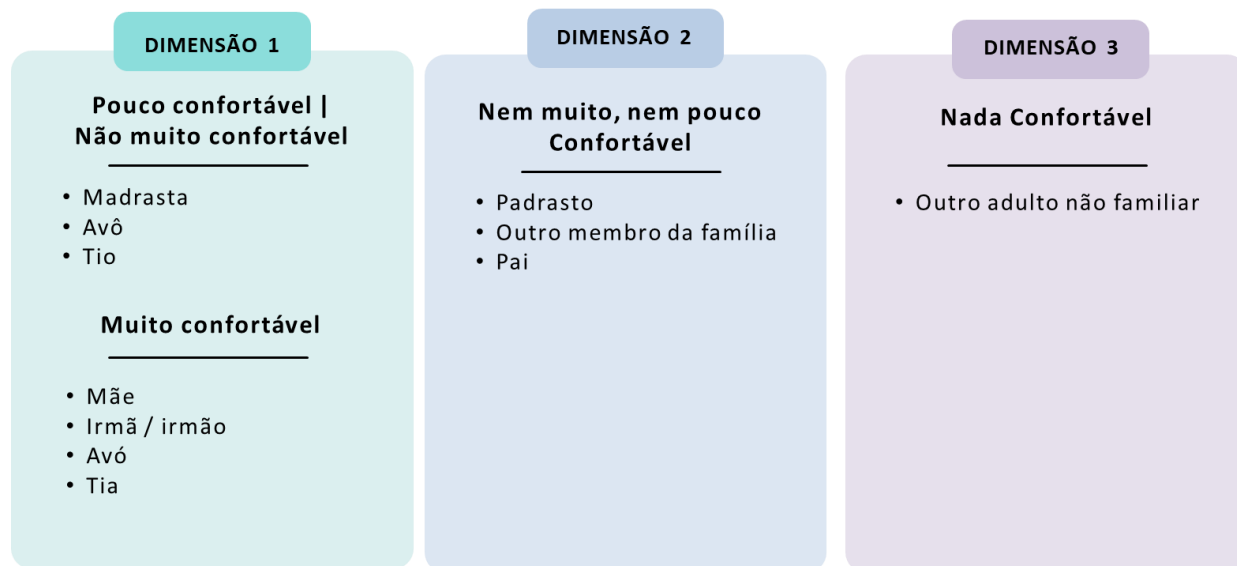 DIMENSÃO 1
Pouco confortável |
Não muito confortável
• Madrasta
• Avô
• Tio
Muito confortável
• Mãe
• Irmã / irmão
• Avó
• Tia
DIMENSÃO 2
Nem muito, nem pouco
Confortável
• Padrasto
• Outro membro da família
• Pai
DIMENSÃO 3
Nada Confortável
• Outro adulto não familiar